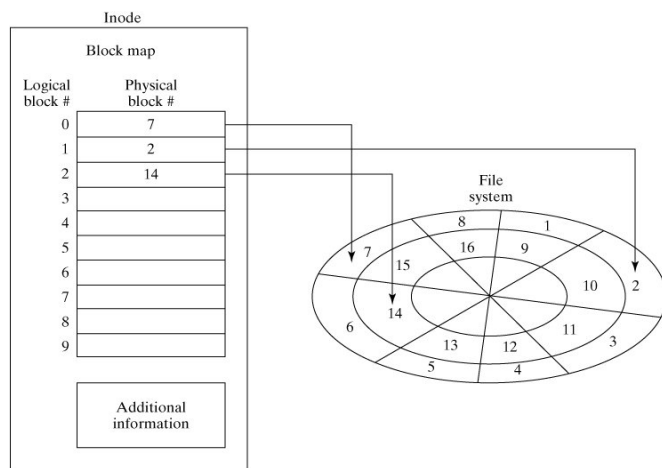 Inode
Block map
Logical
block #
Physical
block #
0 7
1 2
2 14
3
4
5
6
7
8
9
Additional
information
File
system
8 1
7 16 9
15 10 2
14
6 11
13 12 3
5 4